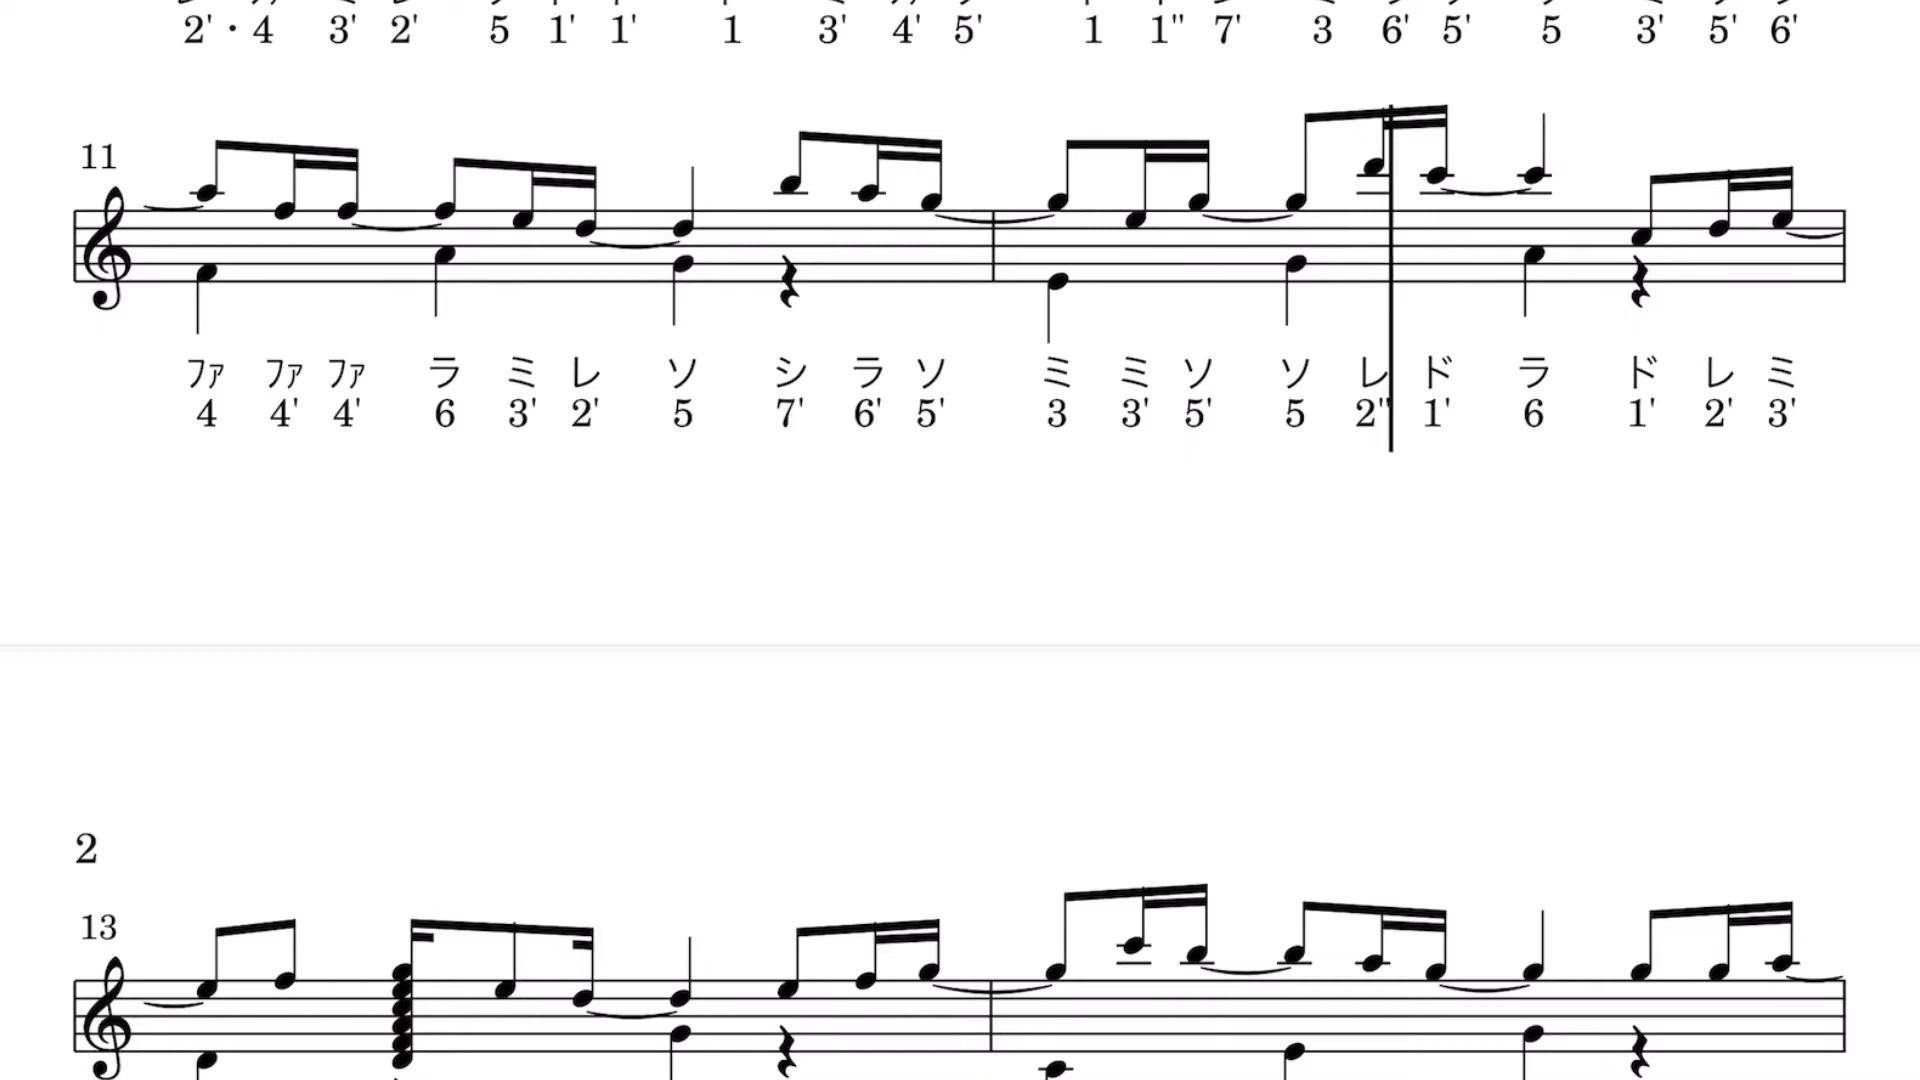 2'・4 3' 2' 5 1' 1' 1 3' 4' 5' 1 1" 7' 3 6' 5' 5 3' 5' 6'
11
ﾌｧ ﾌｧ ﾌｧ ラ ミ レ ソ シ ラ ソ ミ ミ ソ ソ レ ド ラ ド レ ミ
4 4' 4' 6 3' 2' 5 7' 6' 5' 3 3' 5' 5 2" 1' 6 1' 2' 3'
2
13